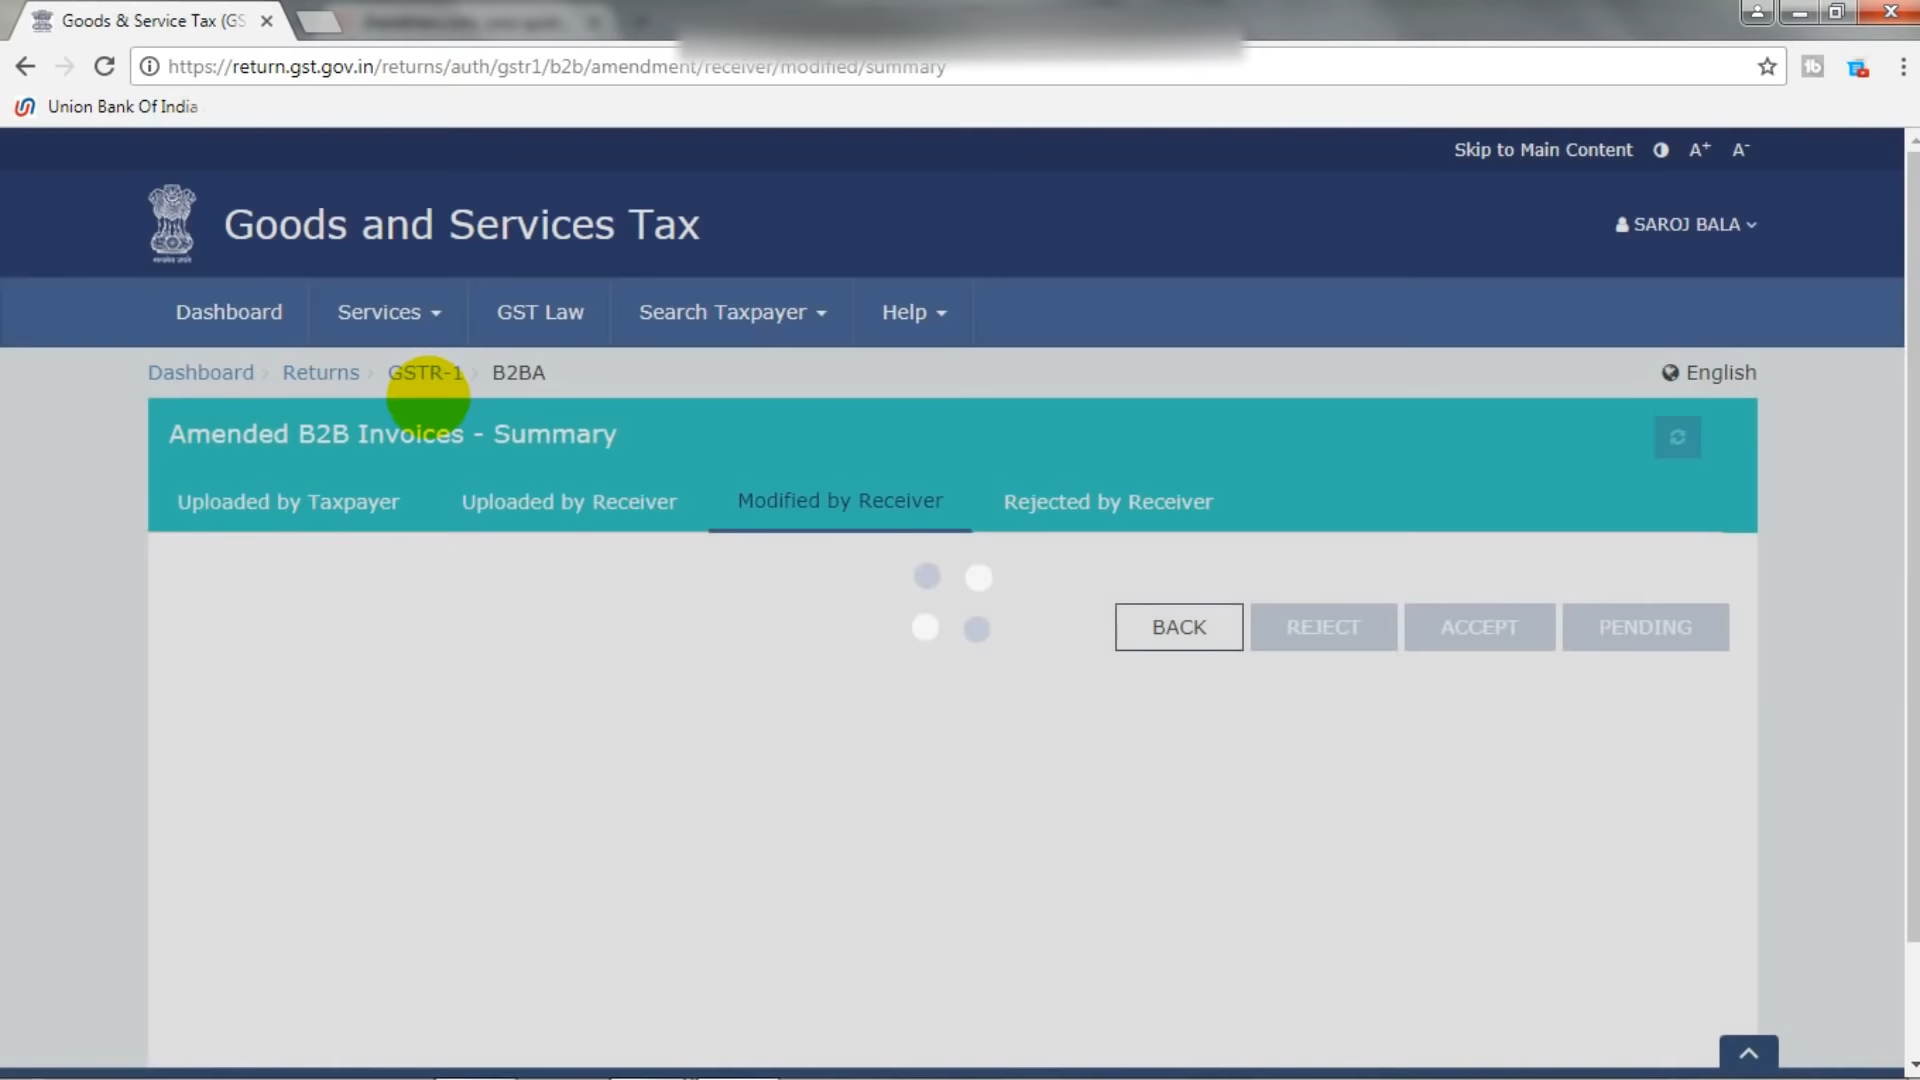 Goods & Service Tax (GS
https://return.gst.gov.in/returns/auth/gstr1/b2b/amendment/receiver/modified/summary
Union Bank Of India
Skip to Main Content A+ A-
Goods and Services Tax
SAROJ BALA
Dashboard Services GST Law Search Taxpayer Help
Dashboard Returns GSTR-1 B2BA English
Amended B2B Invoices - Summary
Uploaded by Taxpayer Uploaded by Receiver Modified by Receiver Rejected by Receiver
BACK REJECT ACCEPT PENDING